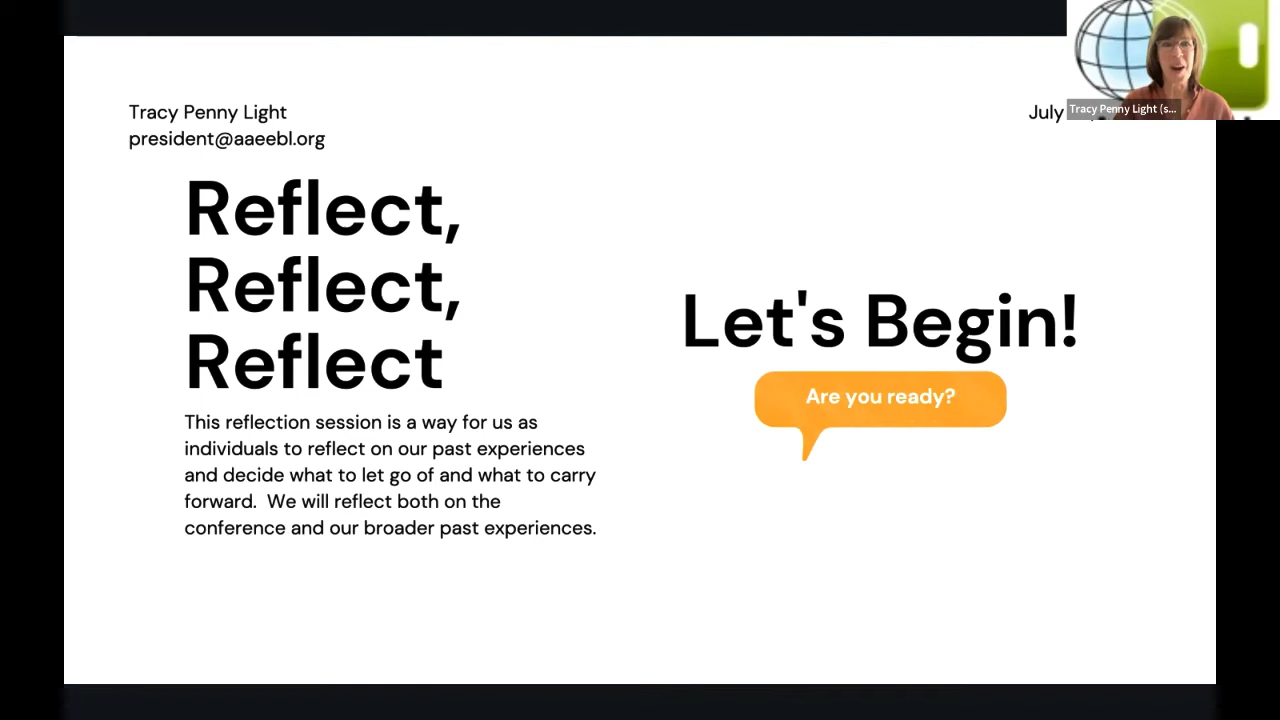 Tracy Penny Light
president@aaeebl.org
July
Tracy Penny Light (s...
Reflect,
Reflect,
Reflect
This reflection session is a way for us as
individuals to reflect on our past experiences
and decide what to let go of and what to carry
forward.  We will reflect both on the
conference and our broader past experiences.
Let's Begin!
Are you ready?